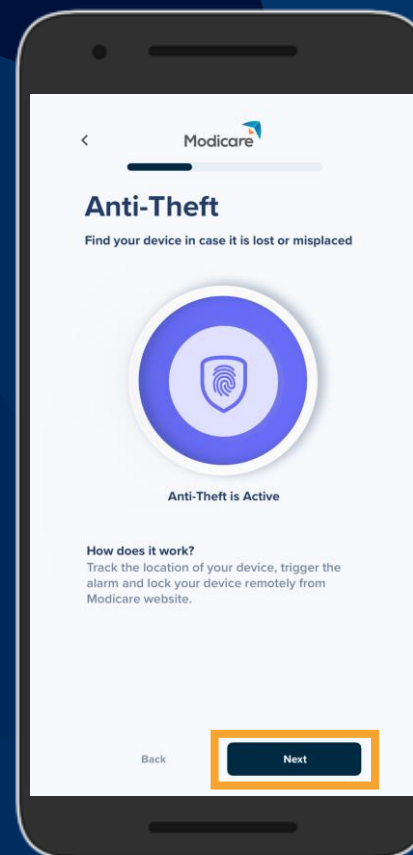 Modicare
Anti-Theft
Find your device in case it is lost or misplaced
Anti-Theft is Active
How does it work?
Track the location of your device, trigger the
alarm and lock your device remotely from
Modicare website.
Back Next